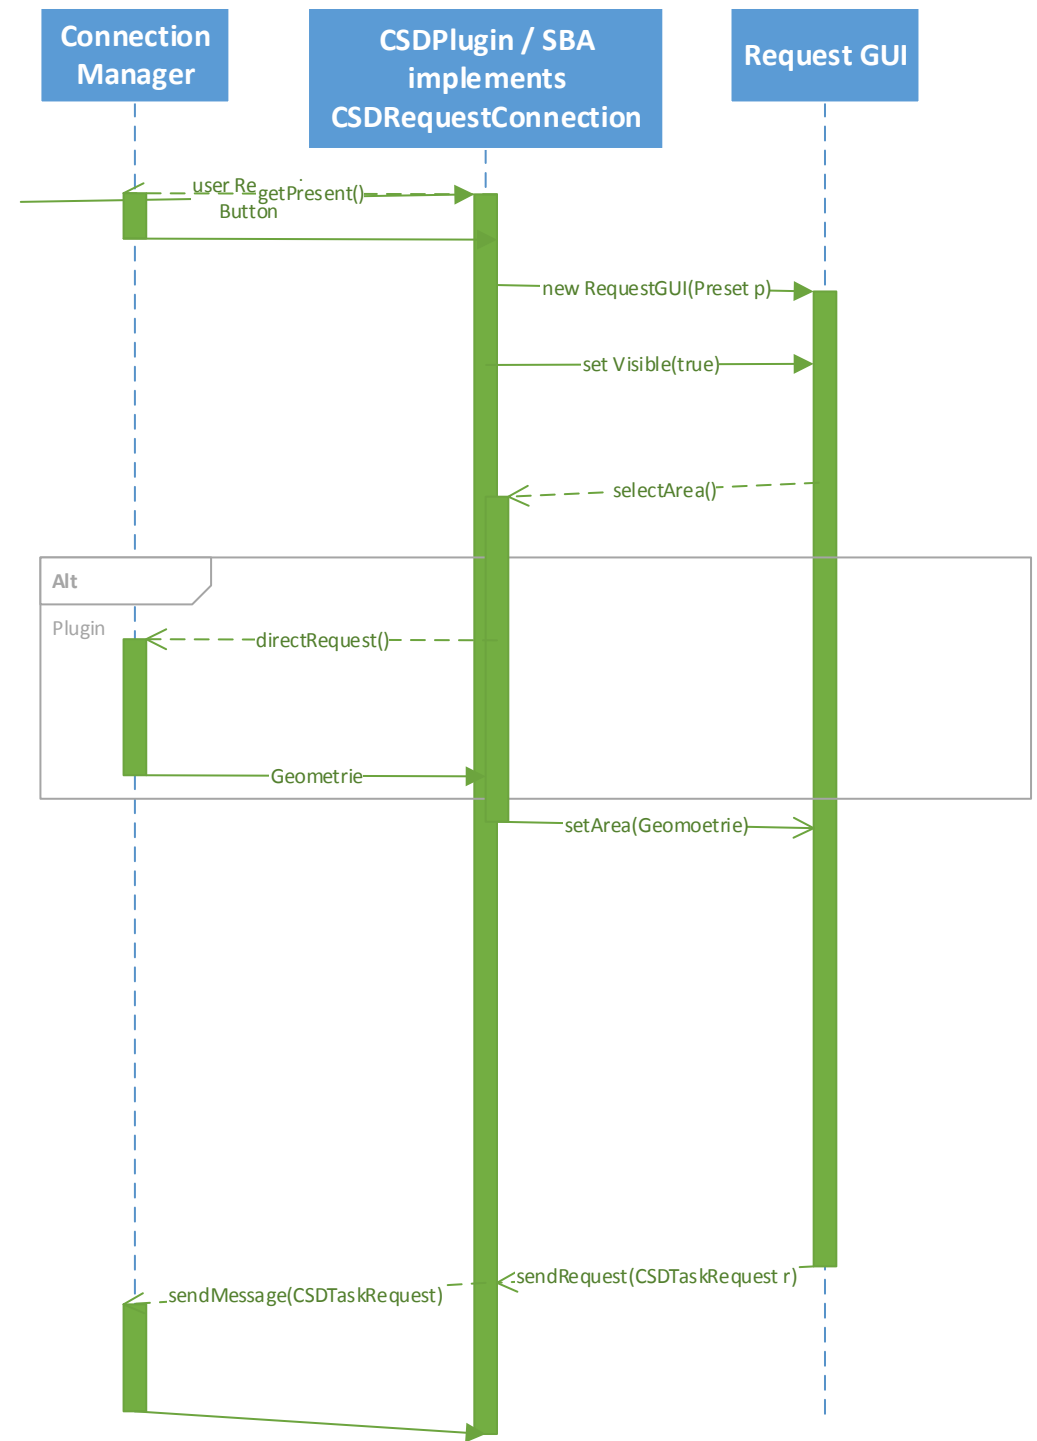 Connection
Manager
CSDPlugin / SBA
implements
CSDRequestConnection
Request GUI
user Re
getPresent()
Button
new RequestGUI(Preset p)
set Visible(true)
selectArea()
Alt
Plugin
directRequest()
Geometrie
setArea(Geomoetrie)
sendRequest(CSDTaskRequest r)
sendMessage(CSDTaskRequest)